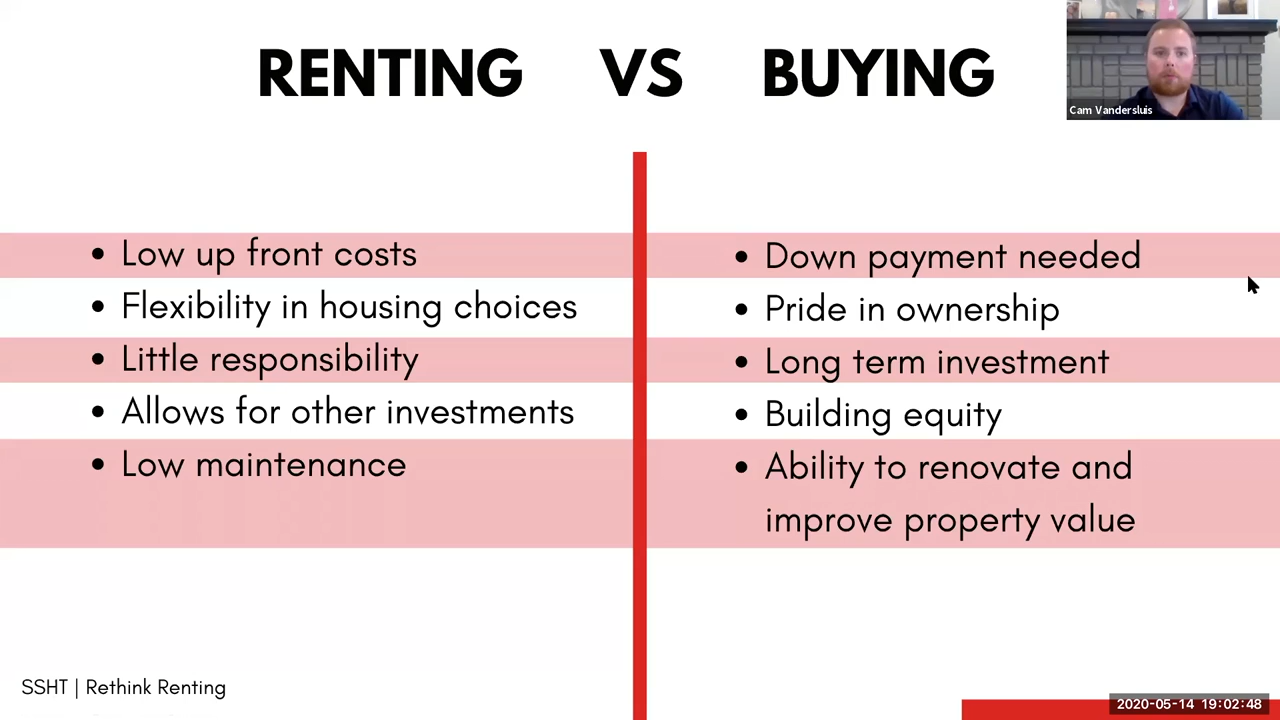 RENTING VS BUYING
Cam Vandersluis
Low up front costs
Flexibility in housing choices
Little responsibility
Allows for other investments
Low maintenance
Down payment needed
Pride in ownership
Long term investment
Building equity
Ability to renovate and
improve property value
SSHT | Rethink Renting
2020-05-14 19:02:48